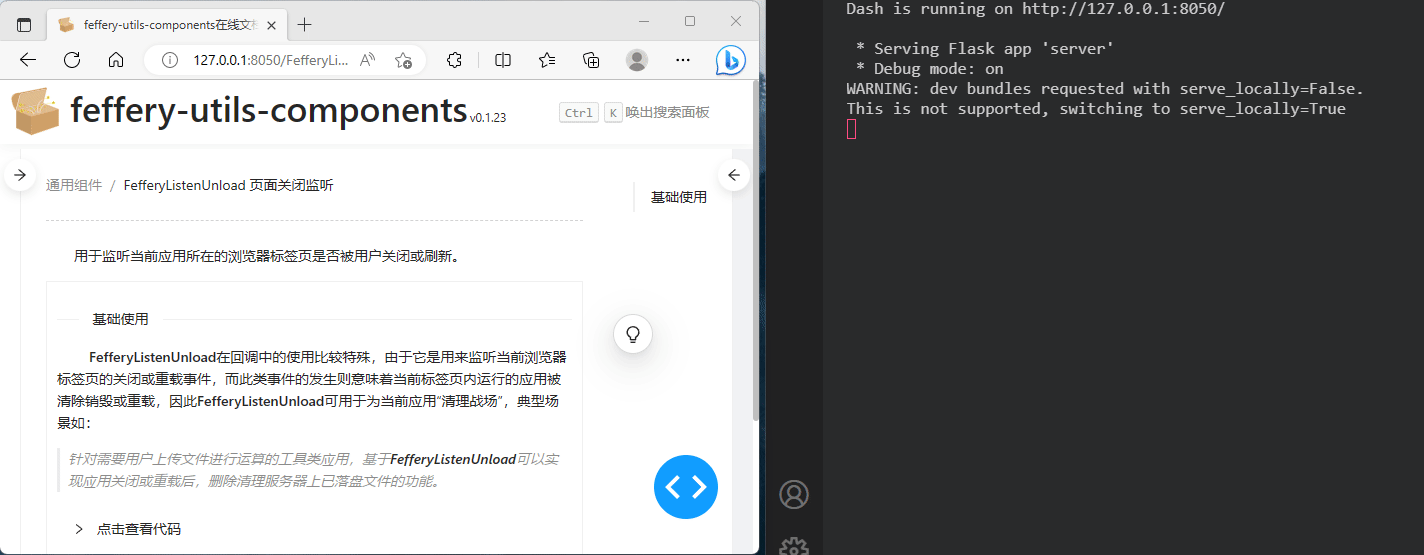 feffery-utils-components在线文档
127.0.0.1:8050/FefferyLi...
feffery-utils-components v0.1.23
Ctrl K 唤出搜索面板
通用组件 / FefferyListenUnload 页面关闭监听
基础使用
用于监听当前应用所在的浏览器标签页是否被用户关闭或刷新。
基础使用
FefferyListenUnload在回调中的使用比较特殊，由于它是用来监听当前浏览器
标签页的关闭或重载事件，而此类事件的发生则意味着当前标签页内运行的应用被
清除销毁或重载，因此FefferyListenUnload可用于为当前应用“清理战场”，典型场
景如：
针对需要用户上传文件进行运算的工具类应用，基于FefferyListenUnload可以实
现应用关闭或重载后，删除清理服务器上已落盘文件的功能。
点击查看代码
Dash is running on http://127.0.0.1:8050/
* Serving Flask app 'server'
* Debug mode: on
WARNING: dev bundles requested with serve_locally=False.
This is not supported, switching to serve_locally=True